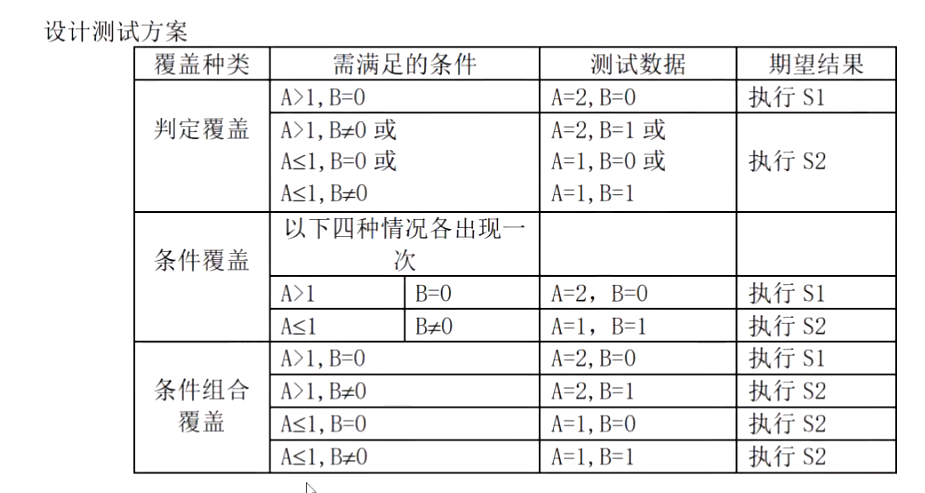 设计测试方案
覆盖种类 需满足的条件 测试数据 期望结果
判定覆盖
A>1,B=0 A=2,B=0 执行 S1
A>1,B≠0 或
A≤1,B=0 或
A≤1,B≠0
A=2,B=1 或
A=1,B=0 或
A=1,B=1
执行 S2
条件覆盖
以下四种情况各出现一
次
A>1 B=0 A=2，B=0 执行 S1
A≤1 B≠0 A=1，B=1 执行 S2
条件组合
覆盖
A>1,B=0 A=2,B=0 执行 S1
A>1,B≠0 A=2,B=1 执行 S2
A≤1,B=0 A=1,B=0 执行 S2
A≤1,B≠0 A=1,B=1 执行 S2